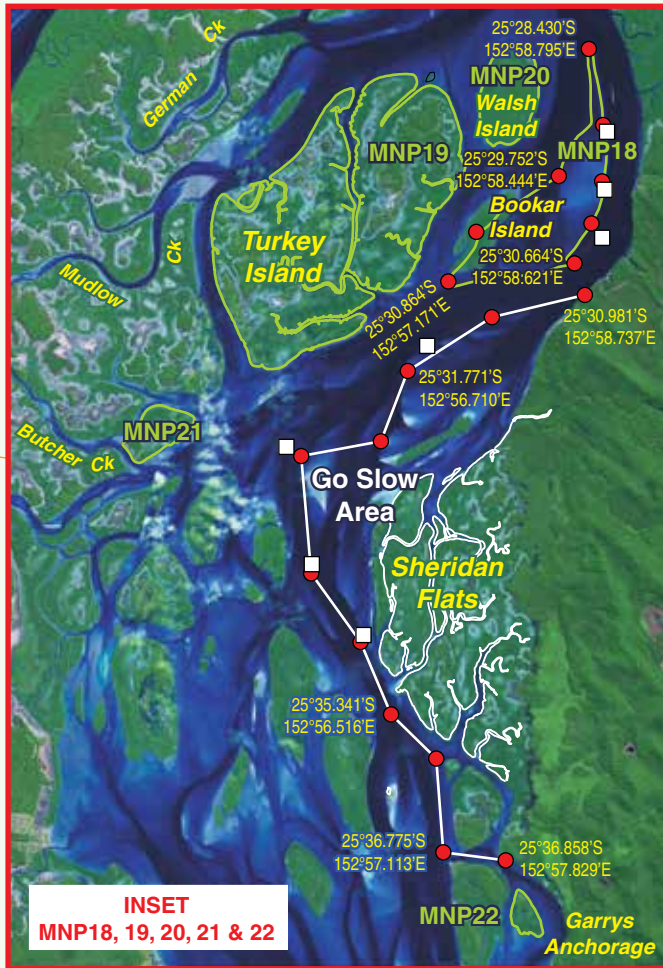 25°28.430'S
152°58.795'E
German Ck
MNP20
Walsh
Island
MNP19
25°29.752'S
152°58.444'E
MNP18
Bookar
Island
Turkey
Island
25°30.664'S
152°58:621'E
Mudlow
Ck
25°30.864'S
152°57.171'E
25°30.981'S
152°58.737'E
25°31.771'S
152°56.710'E
MNP21
Butcher Ck
Go Slow
Area
Sheridan
Flats
25°35.341'S
152°56.516'E
25°36.775'S
152°57.113'E
25°36.858'S
152°57.829'E
INSET
MNP18, 19, 20, 21 & 22
MNP22
Garrys
Anchorage